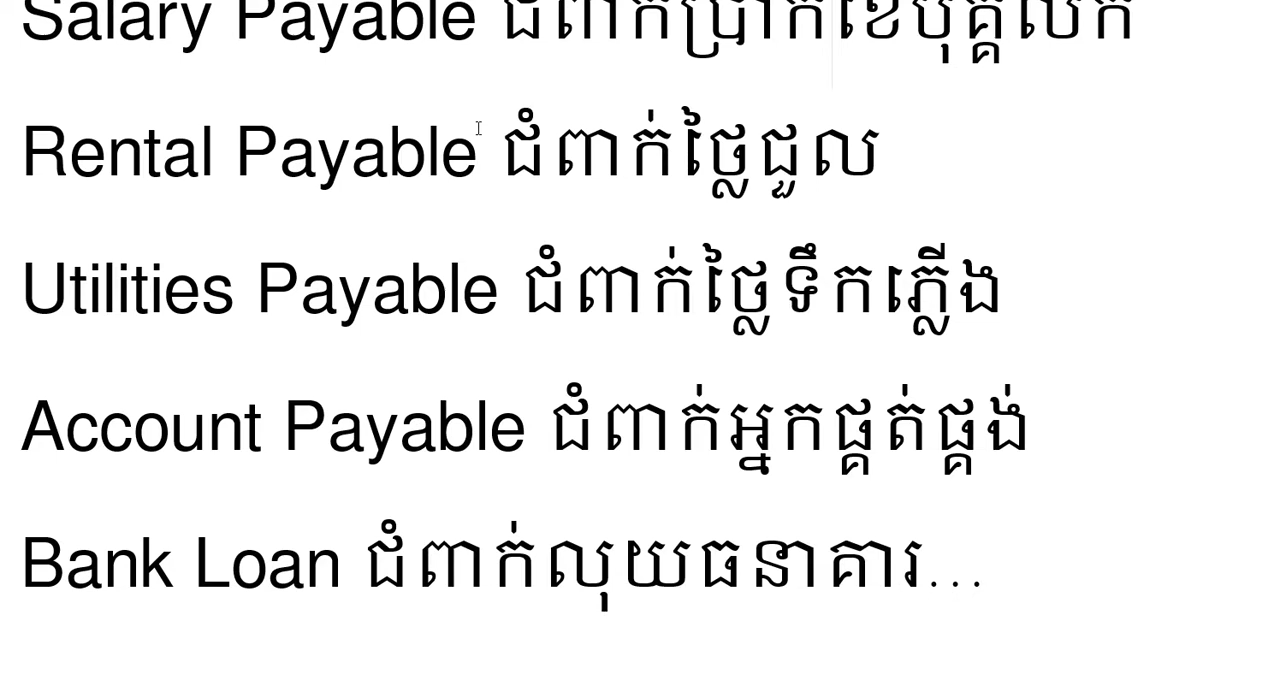 Salary Payable ជំពាក់ប្រាក់ខែបុគ្គលិក
Rental Payable ជំពាក់ថ្លៃជួល
Utilities Payable ជំពាក់ថ្លៃទឹកភ្លើង
Account Payable ជំពាក់អ្នកផ្គត់ផ្គង់
Bank Loan ជំពាក់លុយធនាគារ...